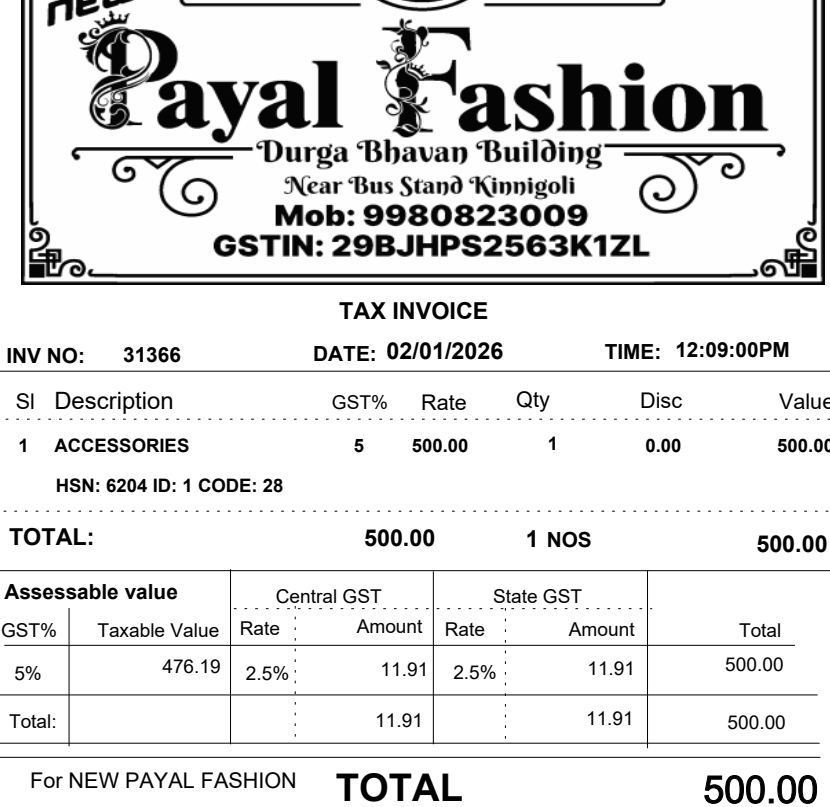 new
Payal Fashion
Durga Bhavan Building
Near Bus Stand Kinnigoli
Mob: 9980823009
GSTIN: 29BJHPS2563K1ZL
TAX INVOICE
INV NO: 31366 DATE: 02/01/2026 TIME: 12:09:00PM
Sl Description GST% Rate Qty Disc Value
1 ACCESSORIES 5 500.00 1 0.00 500.00
HSN: 6204 ID: 1 CODE: 28
TOTAL: 500.00 1 NOS 500.00
Assessable value Central GST State GST
GST% Taxable Value Rate Amount Rate Amount Total
5% 476.19 2.5% 11.91 2.5% 11.91 500.00
Total: 11.91 11.91 500.00
For NEW PAYAL FASHION TOTAL 500.00